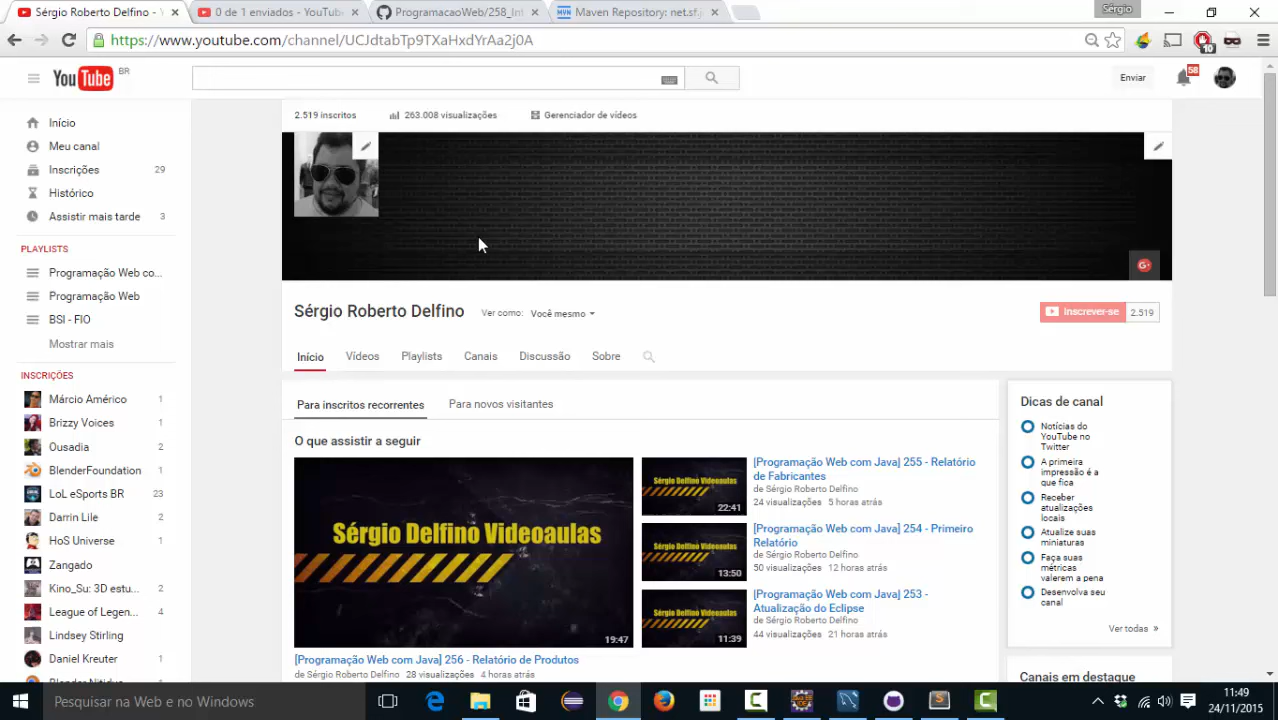 Sérgio Roberto Delfino -
0 de 1 enviados - YouTube
ProgramacaoWeb/258_Inf
Maven Repository: net.sf.j
Sérgio
https://www.youtube.com/channel/UCJdtabTp9TXaHxdYrAa2j0A
10
YouTube BR
Enviar
58
Início
Meu canal
Inscrições 29
Histórico
Assistir mais tarde 3
PLAYLISTS
Programação Web co...
Programação Web
BSI - FIO
Mostrar mais
INSCRIÇÕES
Márcio Américo 1
Brizzy Voices 1
Ousadia 2
BlenderFoundation 1
LoL eSports BR 23
Darrin Lile 2
HoS Universe 1
Zangado
Kino_Su: 3D estu... 2
League of Legen... 3
Lindsey Stirling
Daniel Kreuter 1
2.519 inscritos
263.008 visualizações
Gerenciador de vídeos
Sérgio Roberto Delfino
Ver como: Você mesmo
Inscrever-se 2.519
Início Vídeos Playlists Canais Discussão Sobre
Para inscritos recorrentes Para novos visitantes
O que assistir a seguir
Sérgio Delfino Videoaulas
19:47
[Programação Web com Java] 256 - Relatório de Produtos
de Sérgio Roberto Delfino 28 visualizações 4 horas atrás
Sérgio Delfino Videoaulas
22:41
[Programação Web com Java] 255 - Relatório
de Fabricantes
de Sérgio Roberto Delfino
24 visualizações 5 horas atrás
Sérgio Delfino Videoaulas
13:50
[Programação Web com Java] 254 - Primeiro
Relatório
de Sérgio Roberto Delfino
50 visualizações 12 horas atrás
Sérgio Delfino Videoaulas
11:39
[Programação Web com Java] 253 -
Atualização do Eclipse
de Sérgio Roberto Delfino
44 visualizações 21 horas atrás
Dicas de canal
Notícias do
YouTube no
Twitter
A primeira
impressão é a
que fica
Receber
atualizações
locais
Atualize suas
miniaturas
Faça suas
métricas
valerem a pena
Desenvolva seu
canal
Ver todas »
Canais em destaque
Pesquisar na Web e no Windows
11:49
24/11/2015